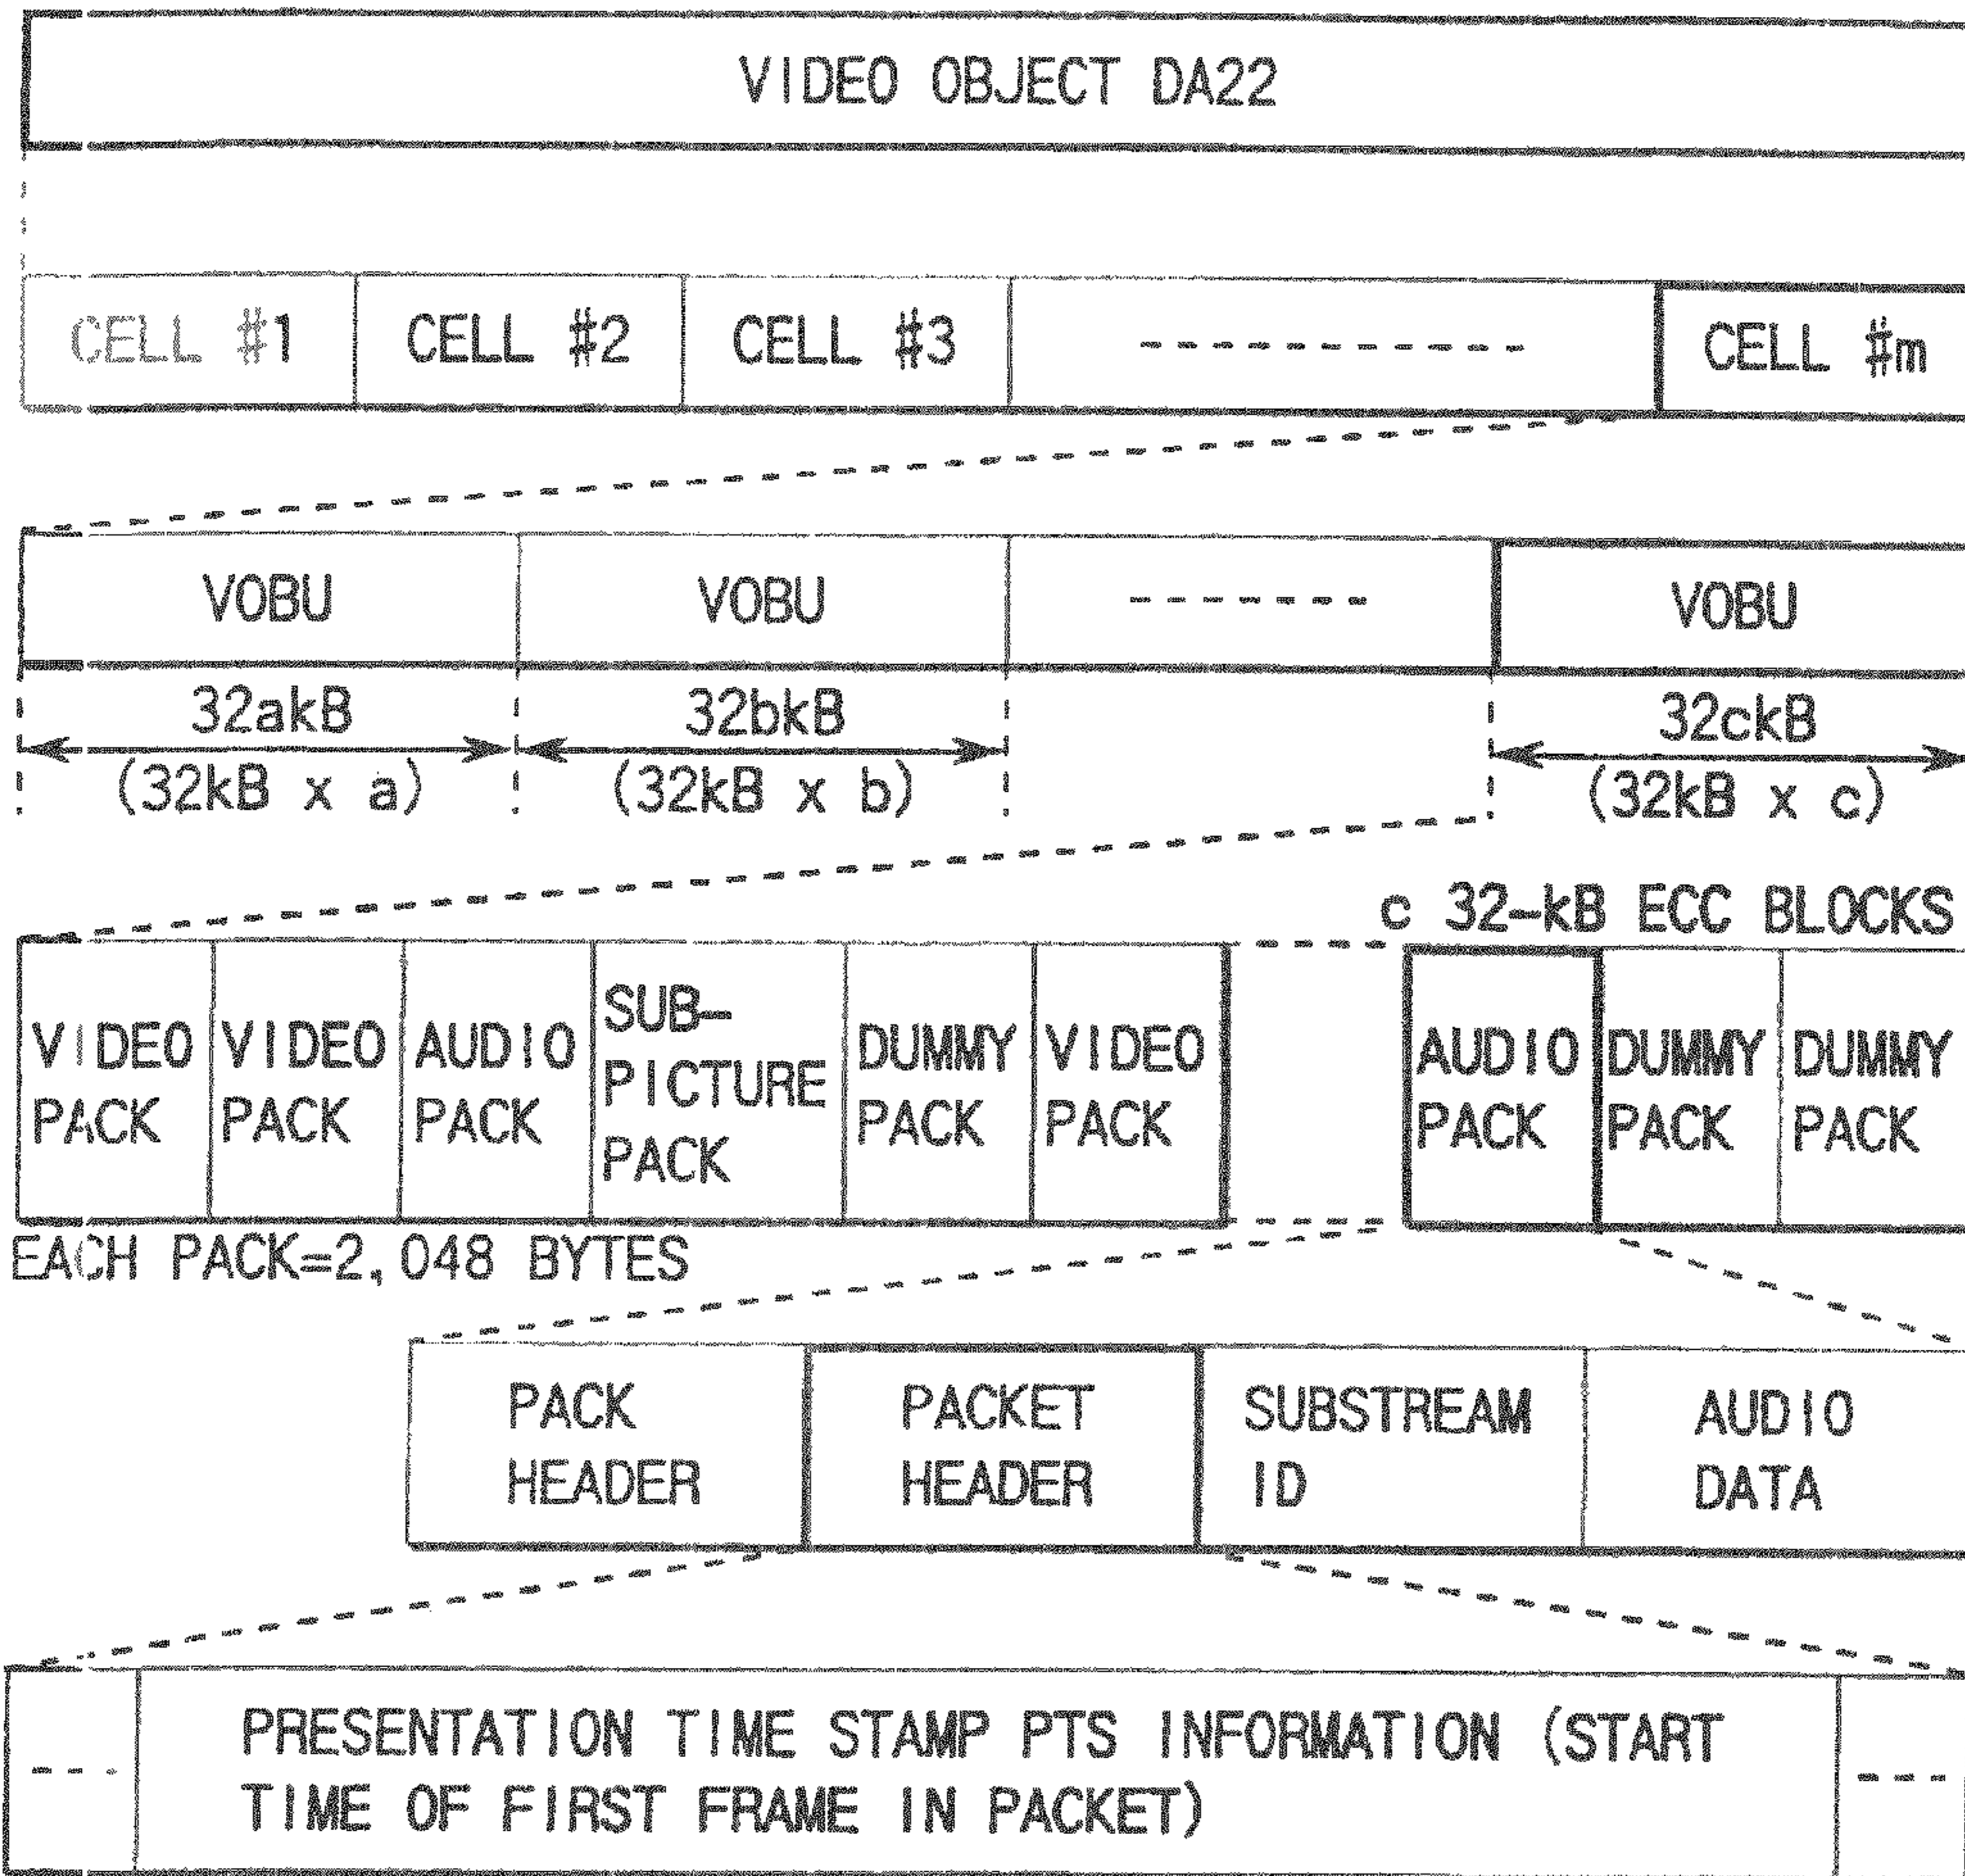 VIDEO OBJECT DA22
CELL #1 CELL #2 CELL #3 CELL #m
VOBU VOBU VOBU
32akB 32bkB 32ckB
(32kB x a) (32kB x b) (32kB x c)
c 32-kB ECC BLOCKS
VIDEO PACK
VIDEO PACK
AUDIO PACK
SUB-
PICTURE
PACK
DUMMY PACK
VIDEO PACK
AUDIO PACK
DUMMY PACK
DUMMY PACK
EACH PACK=2,048 BYTES
PACK HEADER
PACKET HEADER
SUBSTREAM ID
AUDIO DATA
PRESENTATION TIME STAMP PTS INFORMATION (START
TIME OF FIRST FRAME IN PACKET)